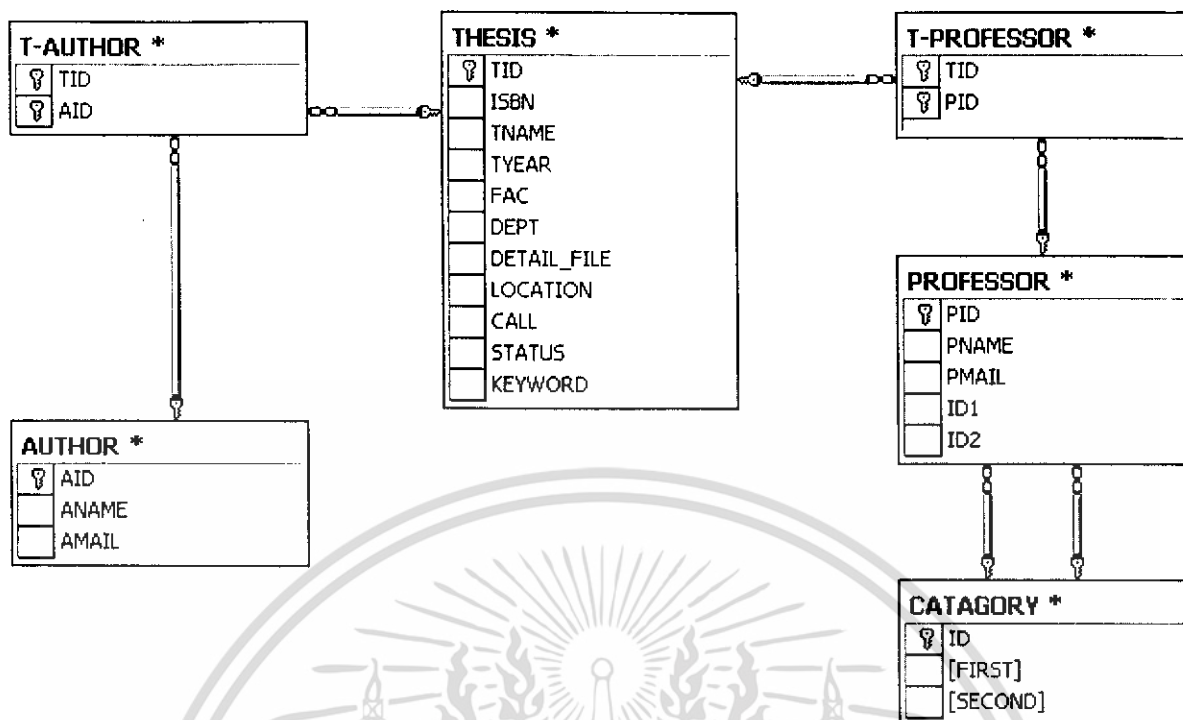 T-AUTHOR *
TID
AID
THESIS *
TID
ISBN
TNAME
TYEAR
FAC
DEPT
DETAIL_FILE
LOCATION
CALL
STATUS
KEYWORD
T-PROFESSOR *
TID
PID
PROFESSOR *
PID
PNAME
PMAIL
ID1
ID2
AUTHOR *
AID
ANAME
AMAIL
CATAGORY *
ID
[FIRST]
[SECOND]